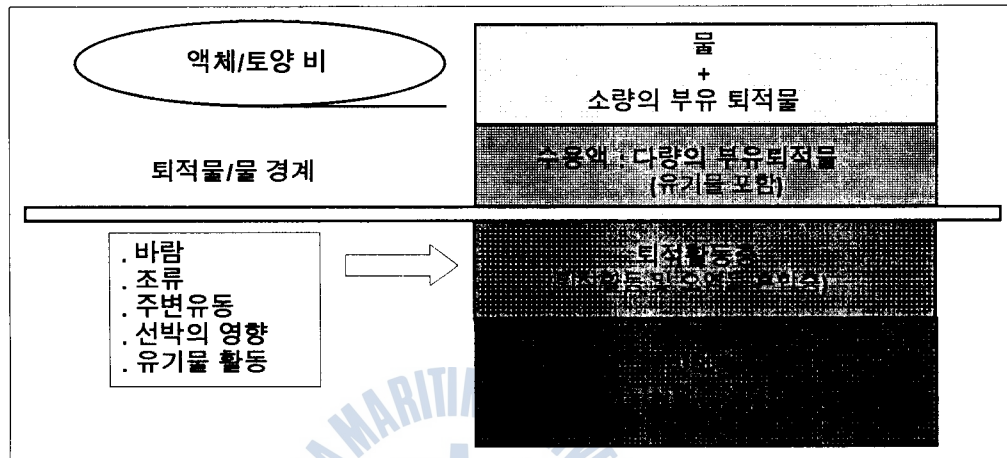 액체/토양 비
물
+
소량의 부유 퇴적물
퇴적물/물 경계
수용액 : 다량의 부유퇴적물
(유기물 포함)
. 바람
. 조류
. 주변유동
. 선박의 영향
. 유기물 활동
퇴적활동층
및
MARITI